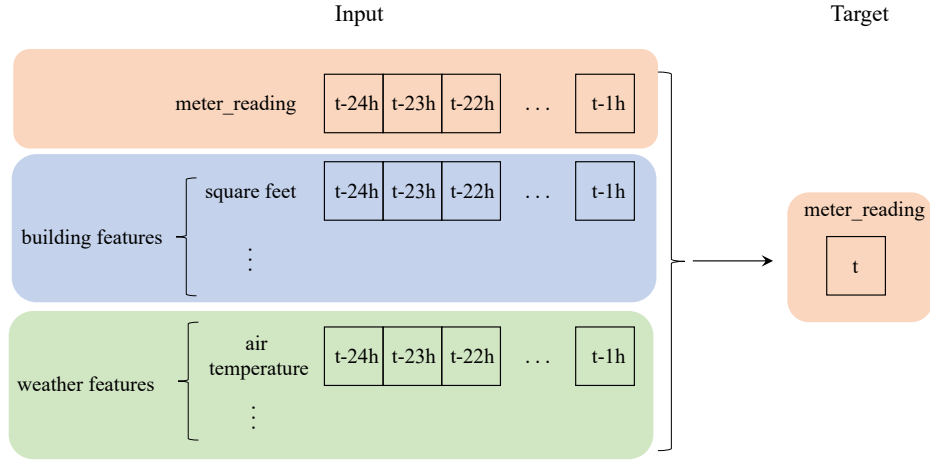 Input
Target
meter_reading t-24h t-23h t-22h ... t-1h
square feet t-24h t-23h t-22h ... t-1h
building features
⋮
air
temperature t-24h t-23h t-22h ... t-1h
weather features
⋮
meter_reading
t